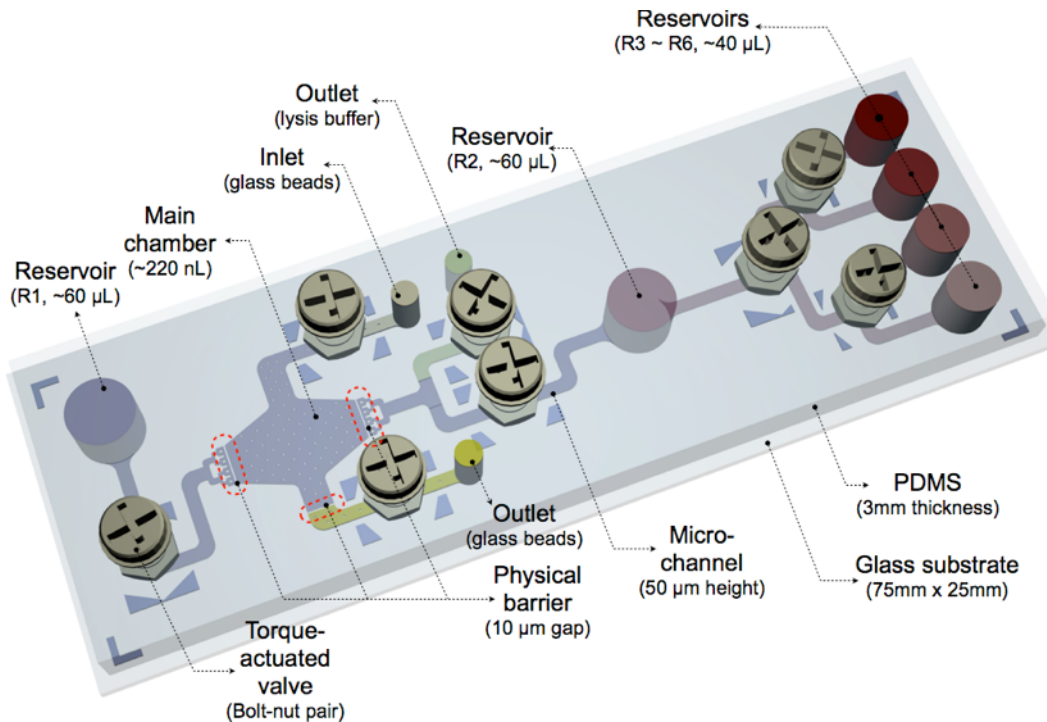 Reservoirs
(R3 ~ R6, ~40 µL)
Outlet
(lysis buffer)
Reservoir
(R2, ~60 µL)
Inlet
(glass beads)
Main
chamber
(~220 nL)
Reservoir
(R1, ~60 µL)
Outlet
(glass beads)
PDMS
(3mm thickness)
Micro-
channel
(50 µm height)
Glass substrate
(75mm x 25mm)
Physical
barrier
(10 µm gap)
Torque-
actuated
valve
(Bolt-nut pair)